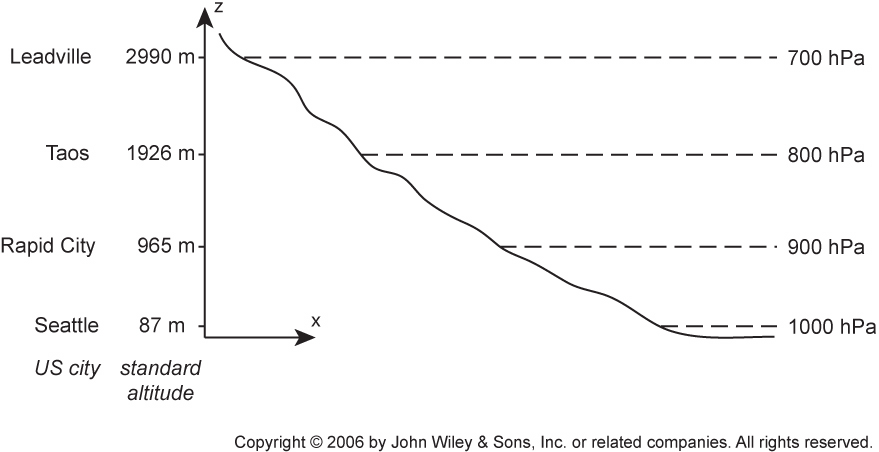 z
Leadville 2990 m 700 hPa
Taos 1926 m 800 hPa
Rapid City 965 m 900 hPa
x
Seattle 87 m 1000 hPa
US city standard
altitude
Copyright © 2006 by John Wiley & Sons, Inc. or related companies. All rights reserved.